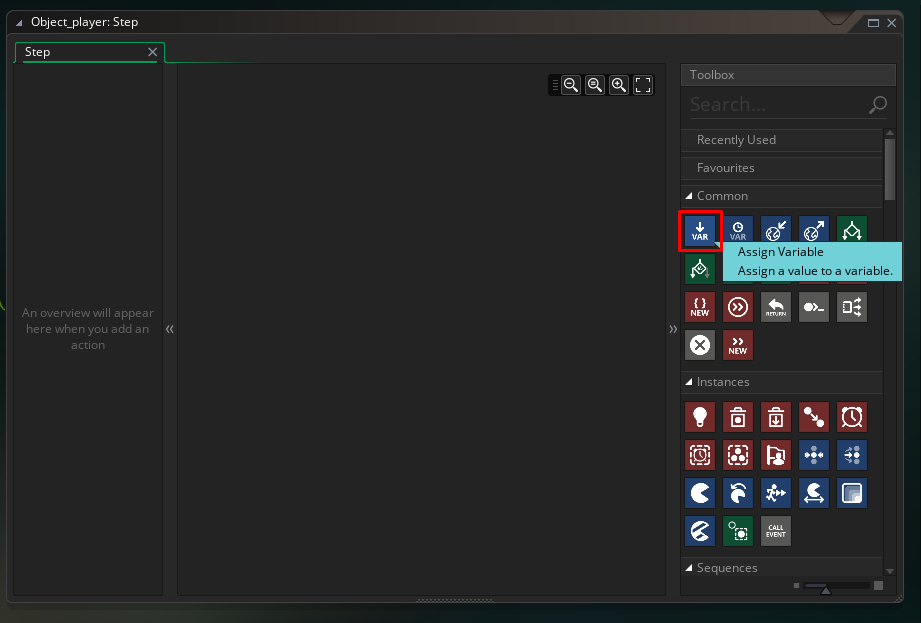 Object_player: Step
Step
Toolbox
Search...
Recently Used
Favourites
Common
VAR
VAR
Assign Variable
Assign a value to a variable.
An overview will appear
here when you add an
action
NEW
RETURN
NEW
Instances
CALL
EVENT
Sequences